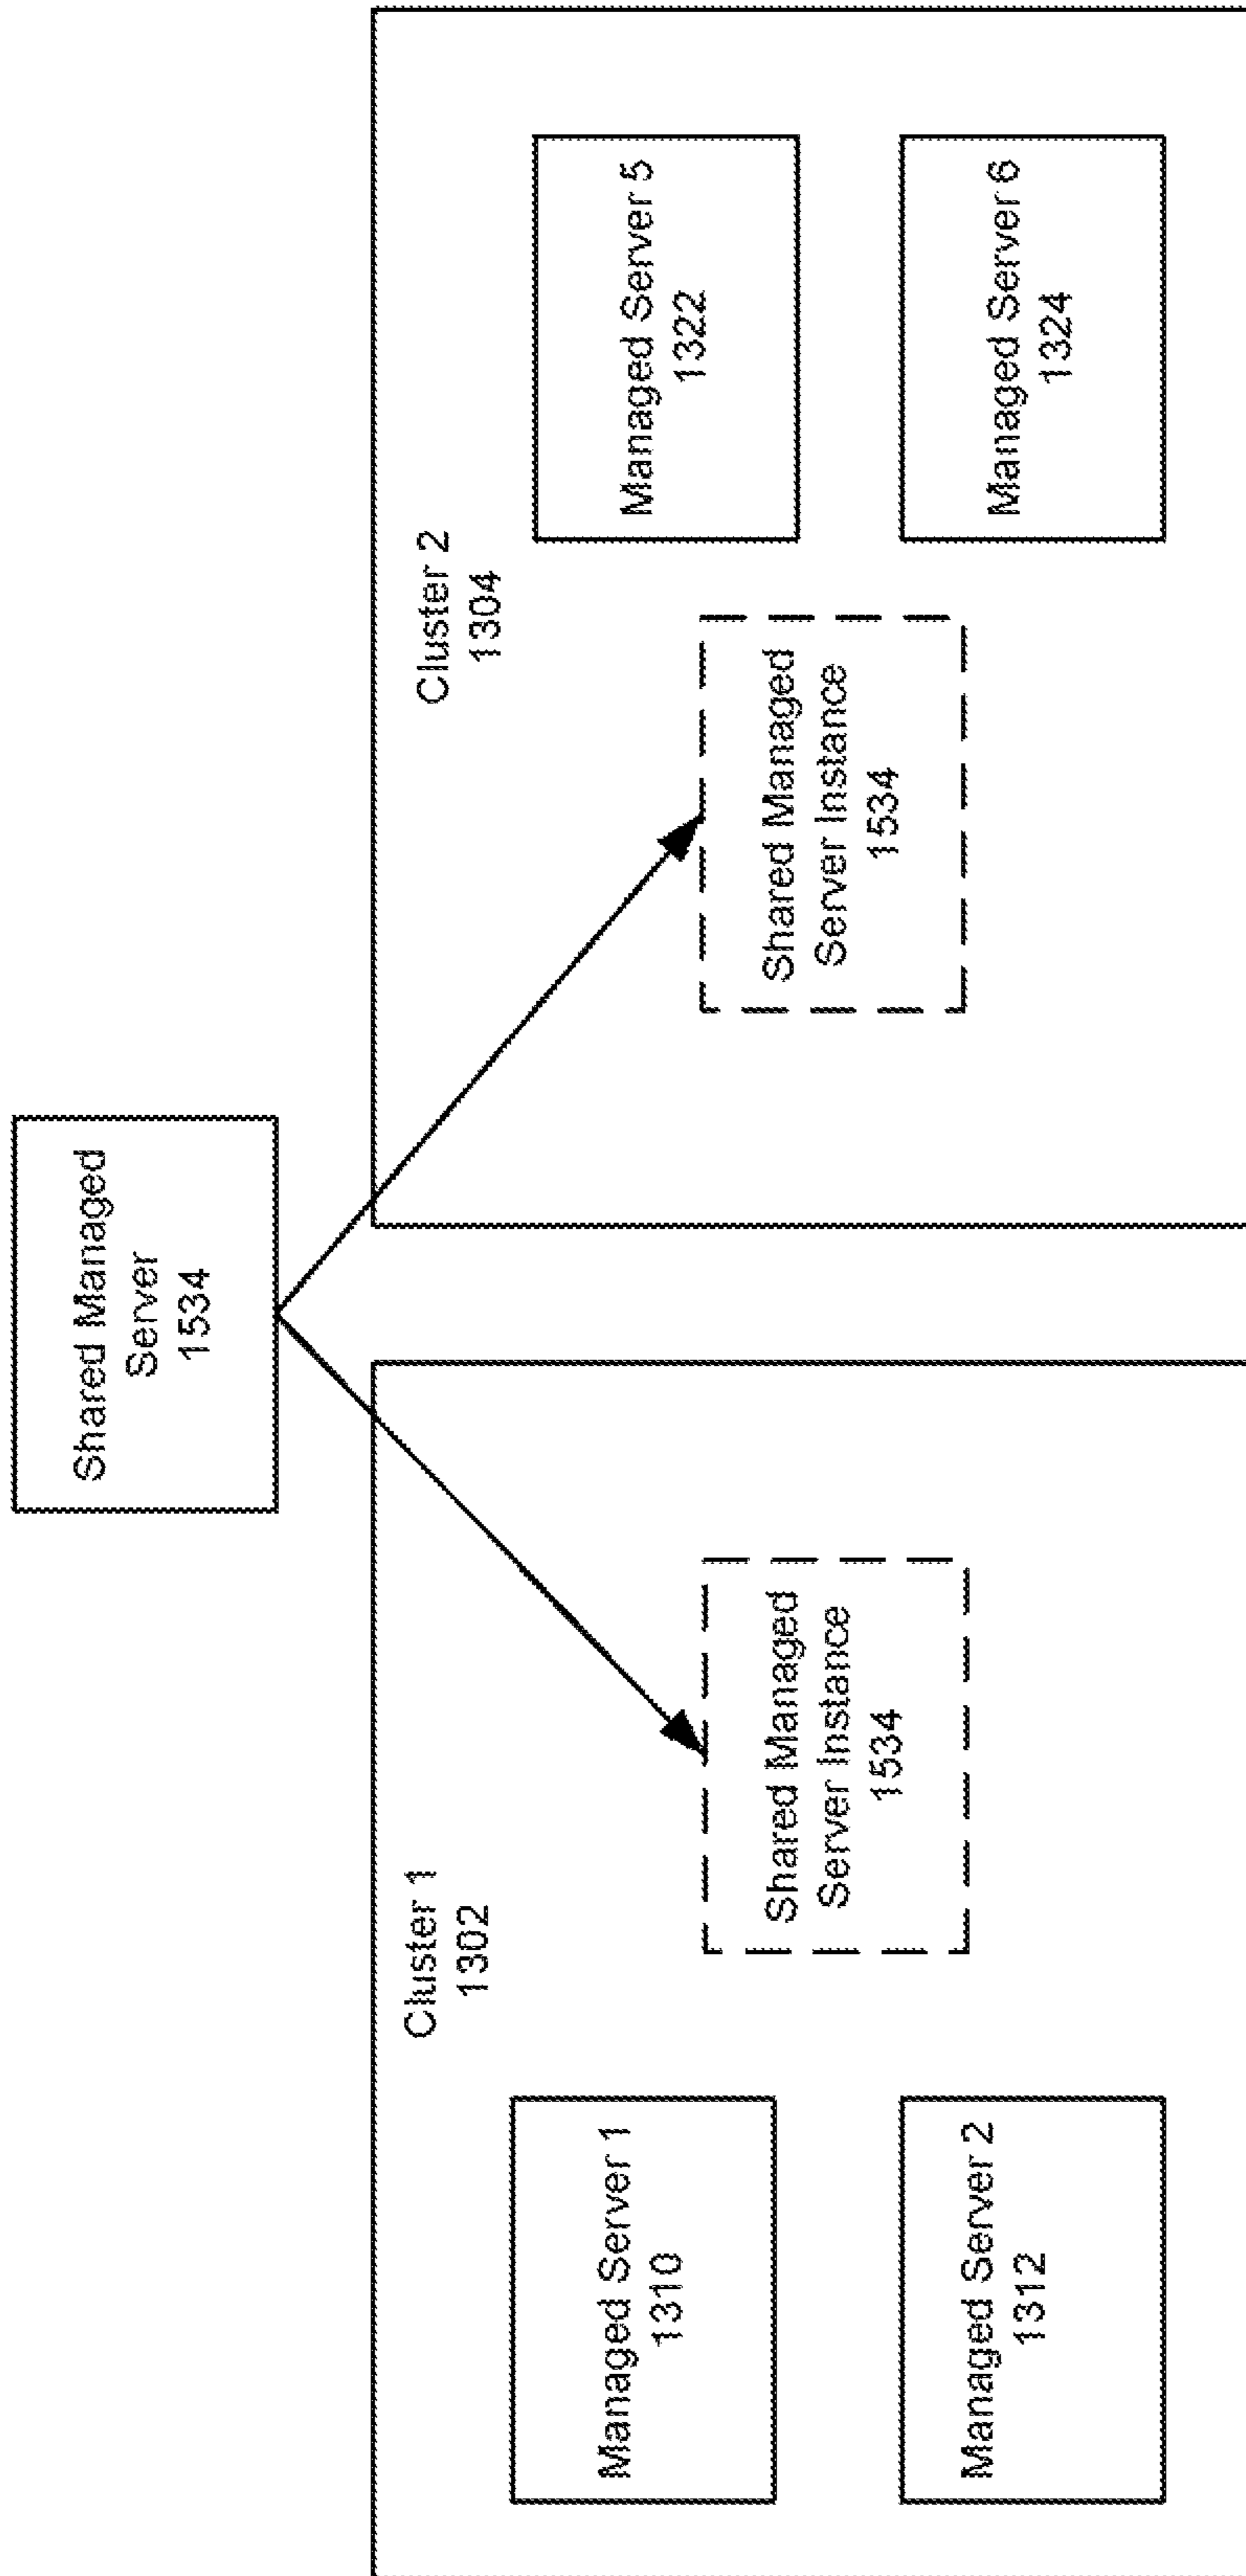 Shared Managed
Server
1534
Cluster 1
1302
Managed Server 1
1310
Managed Server 2
1312
Shared Managed
Server Instance
1534
Cluster 2
1304
Shared Managed
Server Instance
1534
Managed Server 5
1322
Managed Server 6
1324